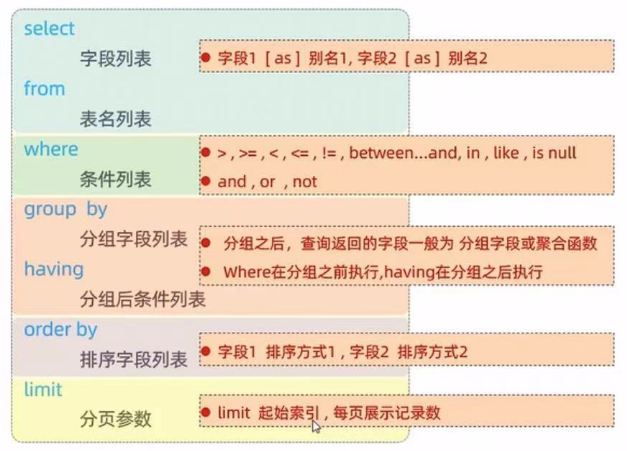 select
字段列表
● 字段1 [ as ] 别名1, 字段2 [ as ] 别名2
from
表名列表
where
● > , >= , < , <= , != , between...and, in , like , is null
条件列表
● and , or , not
group by
分组字段列表
● 分组之后，查询返回的字段一般为 分组字段或聚合函数
having
● Where在分组之前执行,having在分组之后执行
分组后条件列表
order by
排序字段列表
● 字段1 排序方式1 , 字段2 排序方式2
limit
分页参数
● limit 起始索引 , 每页展示记录数